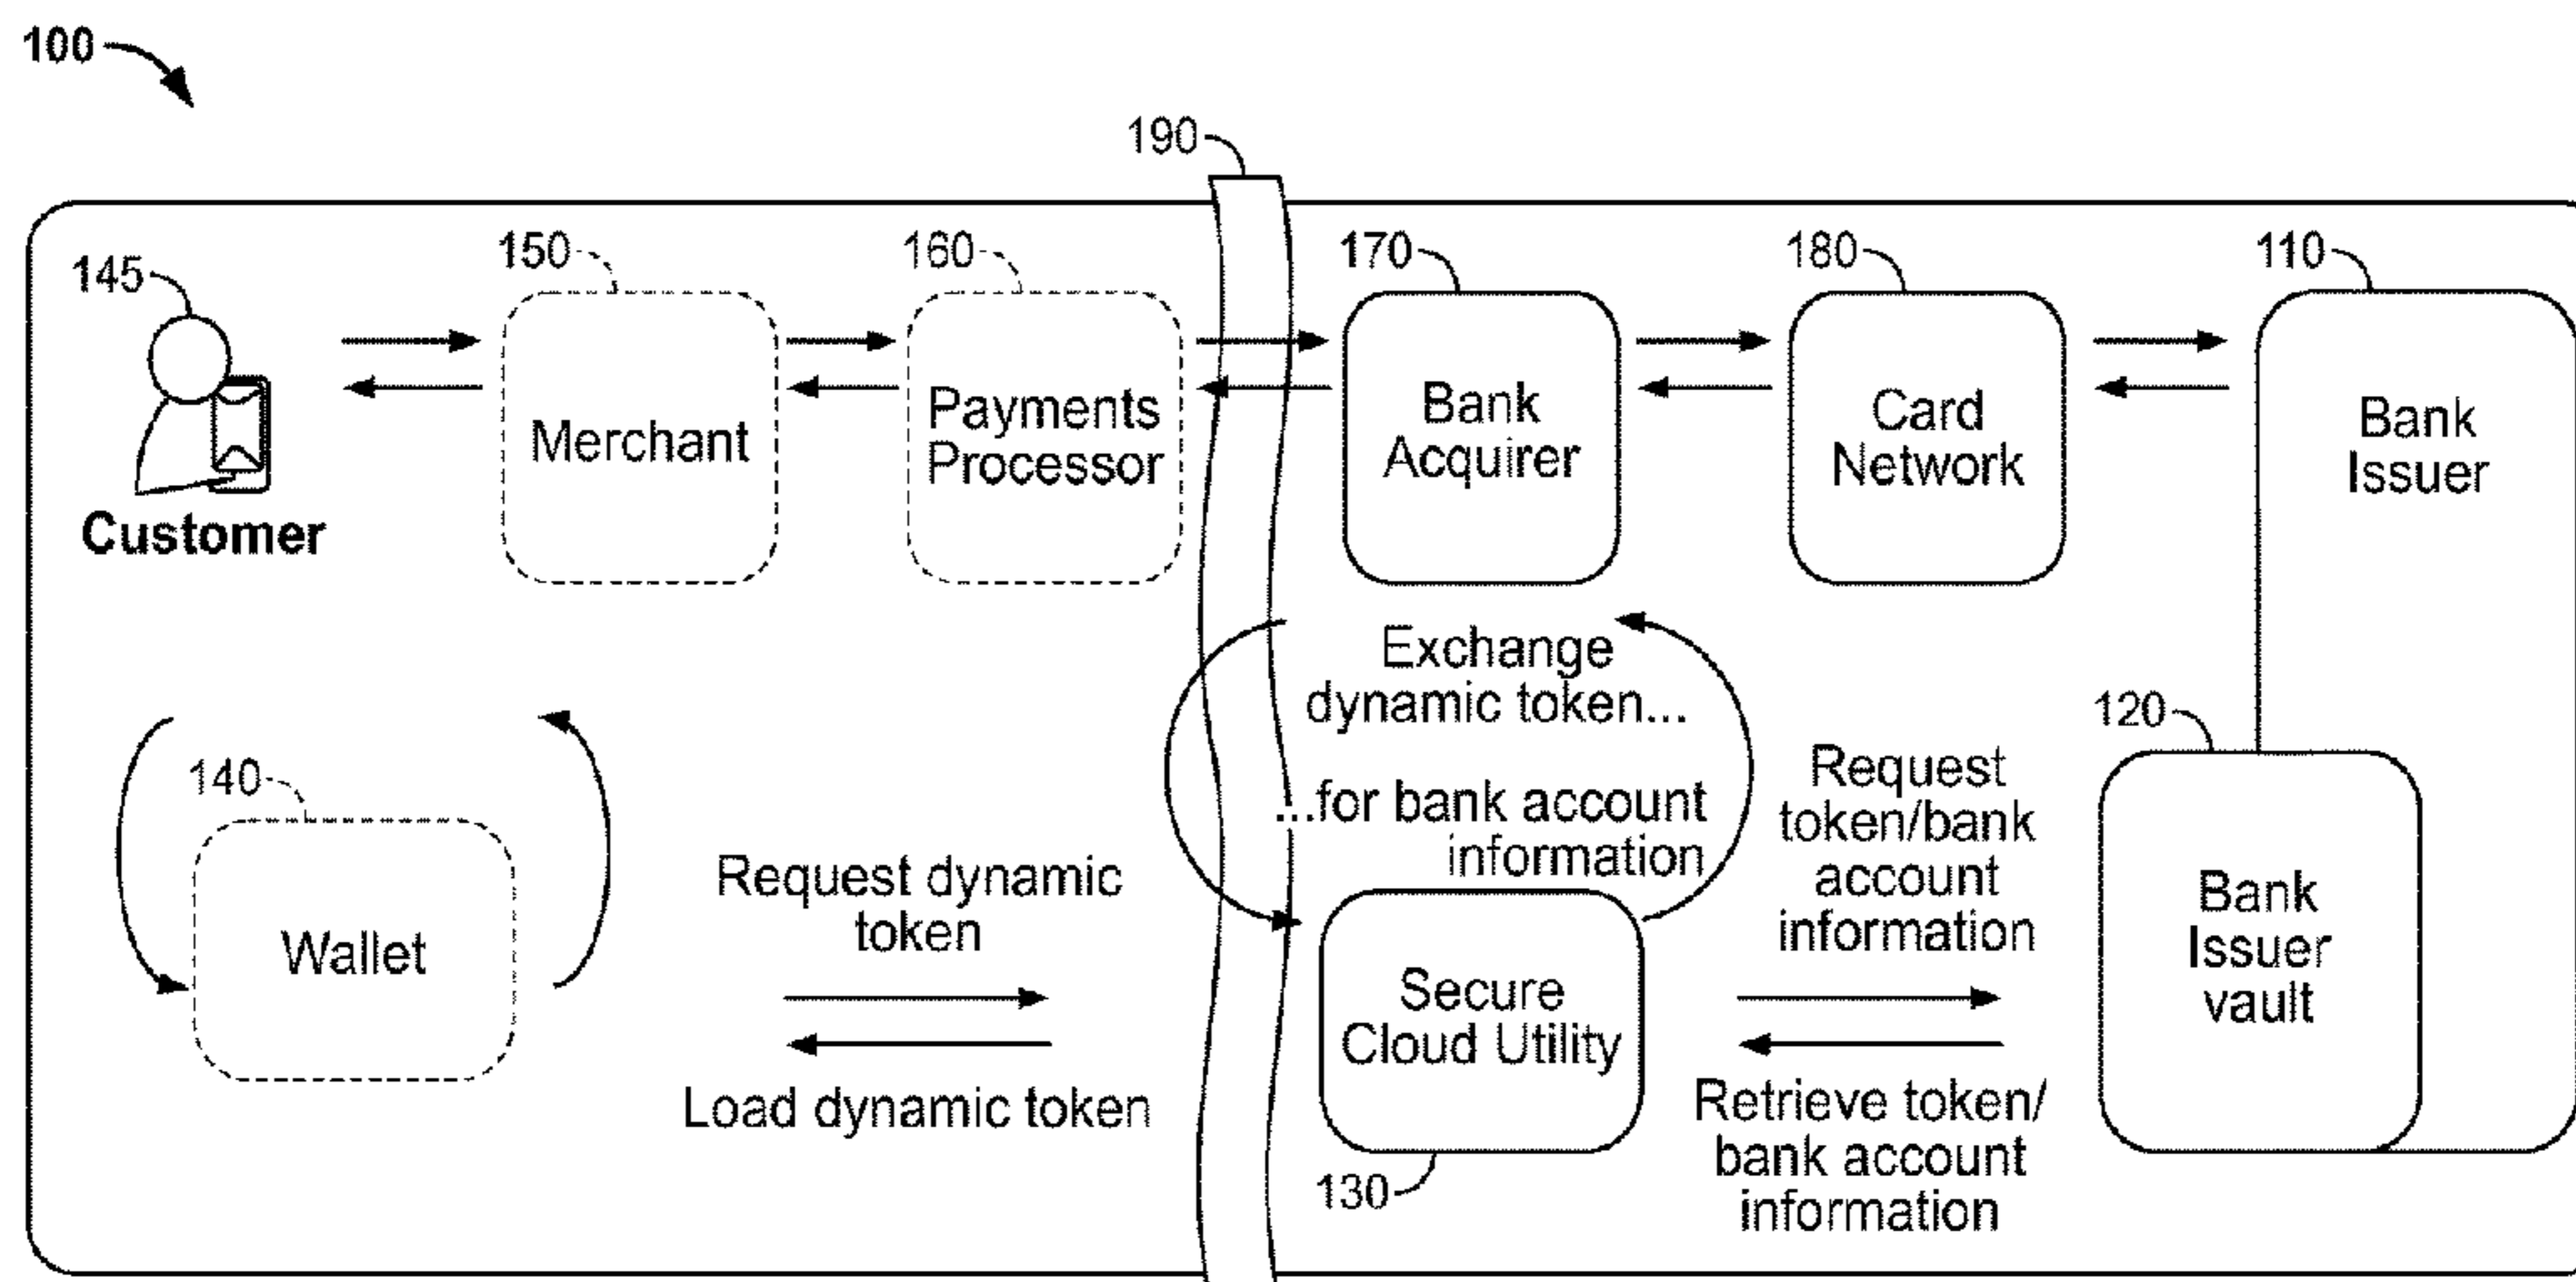 100
190
145
150
160
170
180
110
Customer
Merchant
Payments
Processor
Bank
Acquirer
Card
Network
Bank
Issuer
Exchange
dynamic token...
...for bank account
information
140
Wallet
Request dynamic
token
Load dynamic token
Secure
Cloud Utility
130
Request
token/bank
account
information
Retrieve token/
bank account
information
120
Bank
Issuer
vault